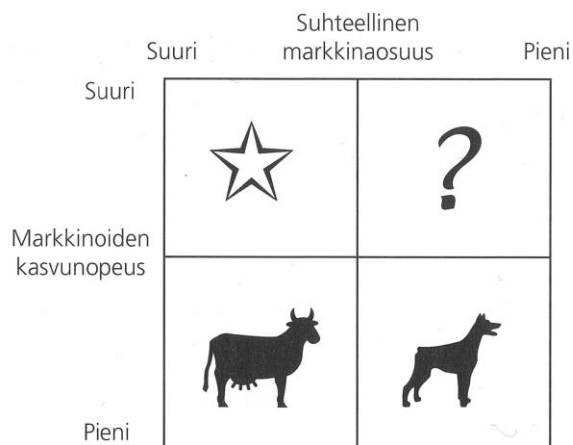 Suhteellinen
Suuri markkinaosuus Pieni
Suuri
?
Markkinoiden
kasvunopeus
Pieni